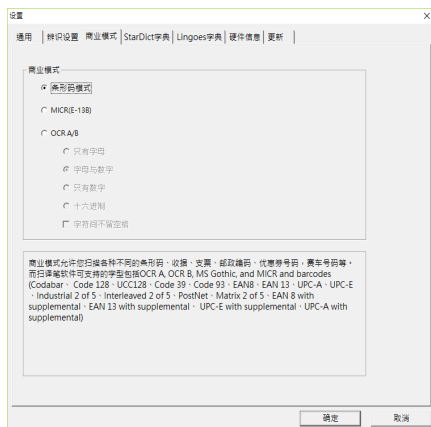 设置
通用 辨识设置 商业模式 StarDict字典 Lingoes字典 硬件信息 更新
商业模式
条形码模式
MICR(E-13B)
OCR A/B
只有字母
字母与数字
只有数字
十六进制
字符间不留空格
商业模式允许您扫描各种不同的条形码、收据、支票、邮政编码、优惠券号码，赛车号码等。
而扫译笔软件可支持的字型包括OCR A, OCR B, MS Gothic, and MICR and barcodes
(Codabar、 Code 128、UCC128、Code 39、Code 93、EAN8、EAN 13、UPC-A、UPC-E
、Industrial 2 of 5、Interleaved 2 of 5、PostNet、Matrix 2 of 5、EAN 8 with
supplemental、EAN 13 with supplemental、 UPC-E with supplemental、UPC-A with
supplemental)
确定 取消